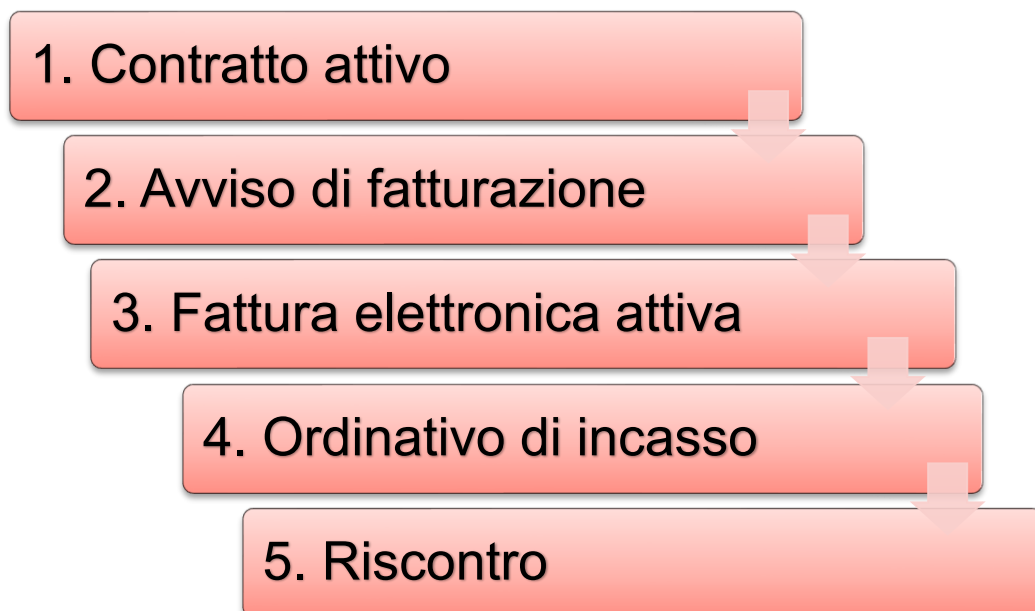 1. Contratto attivo
2. Avviso di fatturazione
3. Fattura elettronica attiva
4. Ordinativo di incasso
5. Riscontro